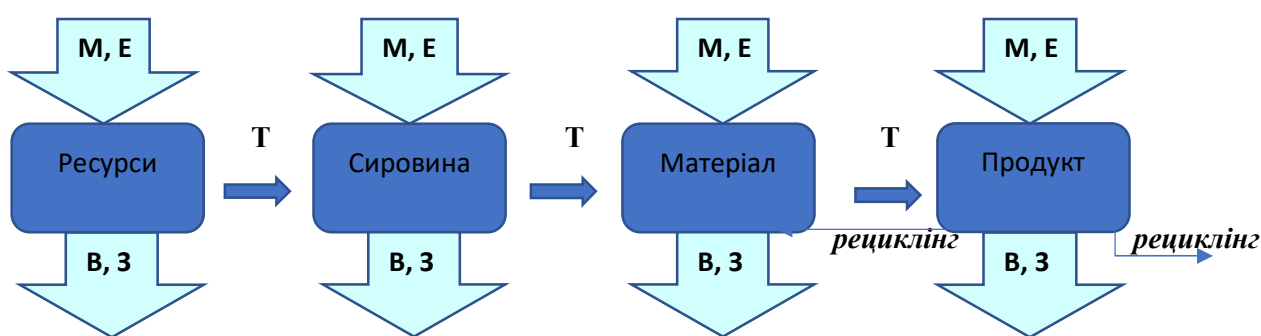 М, Е
М, Е
М, Е
М, Е
Т
Т
Т
Ресурси
Сировина
Матеріал
Продукт
рециклінг
рециклінг
В, З
В, З
В, З
В, З